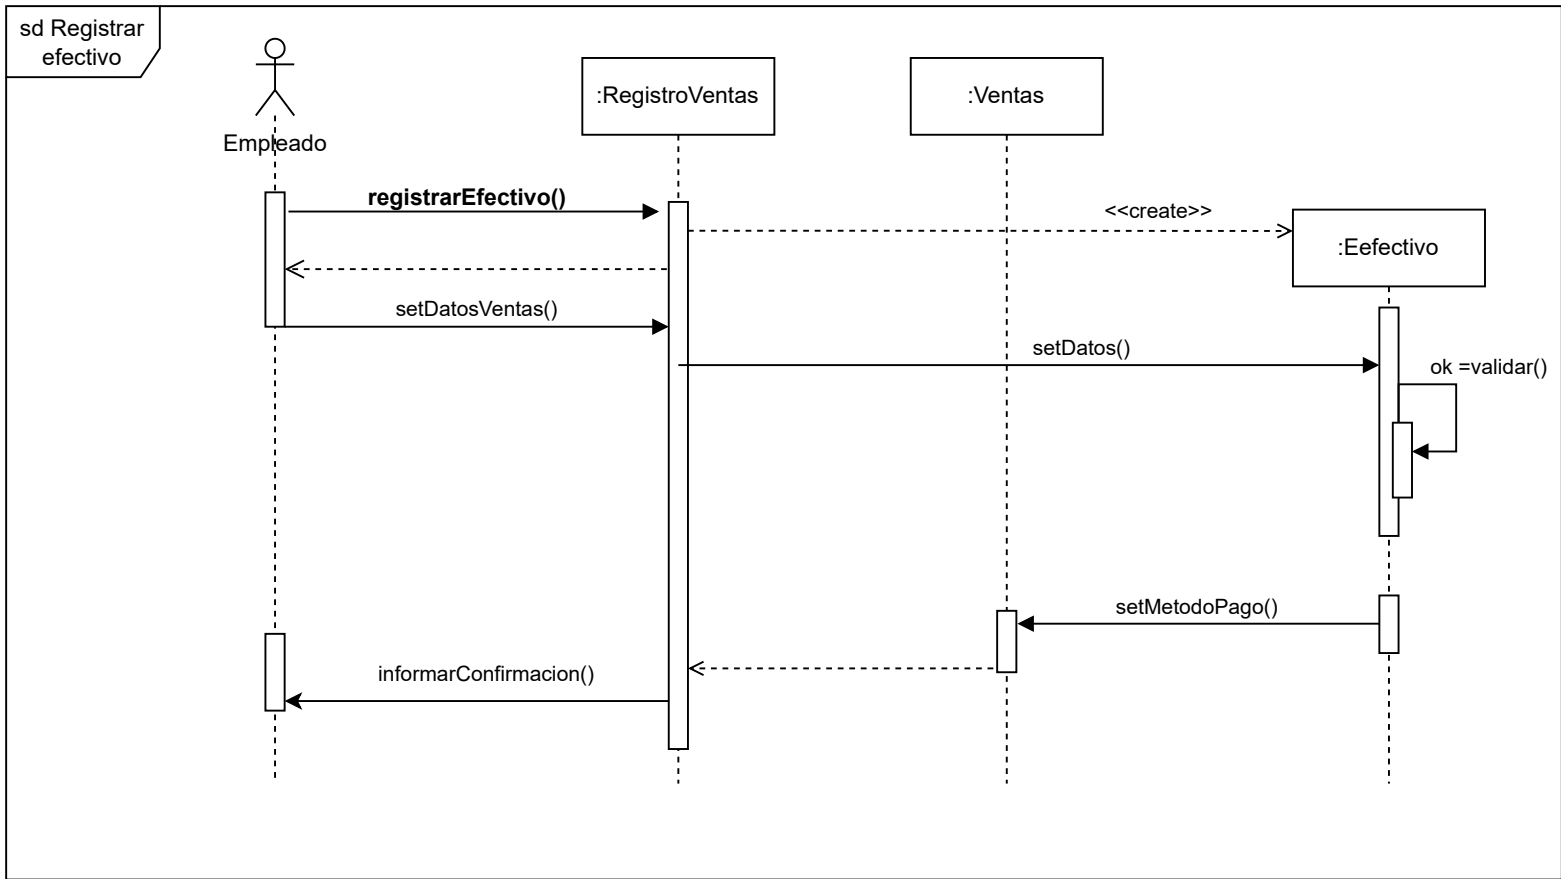 sd Registrar
efectivo
Empleado
:RegistroVentas
:Ventas
registrarEfectivo()
<<create>>
:Eefectivo
setDatosVentas()
setDatos()
ok =validar()
setMetodoPago()
informarConfirmacion()